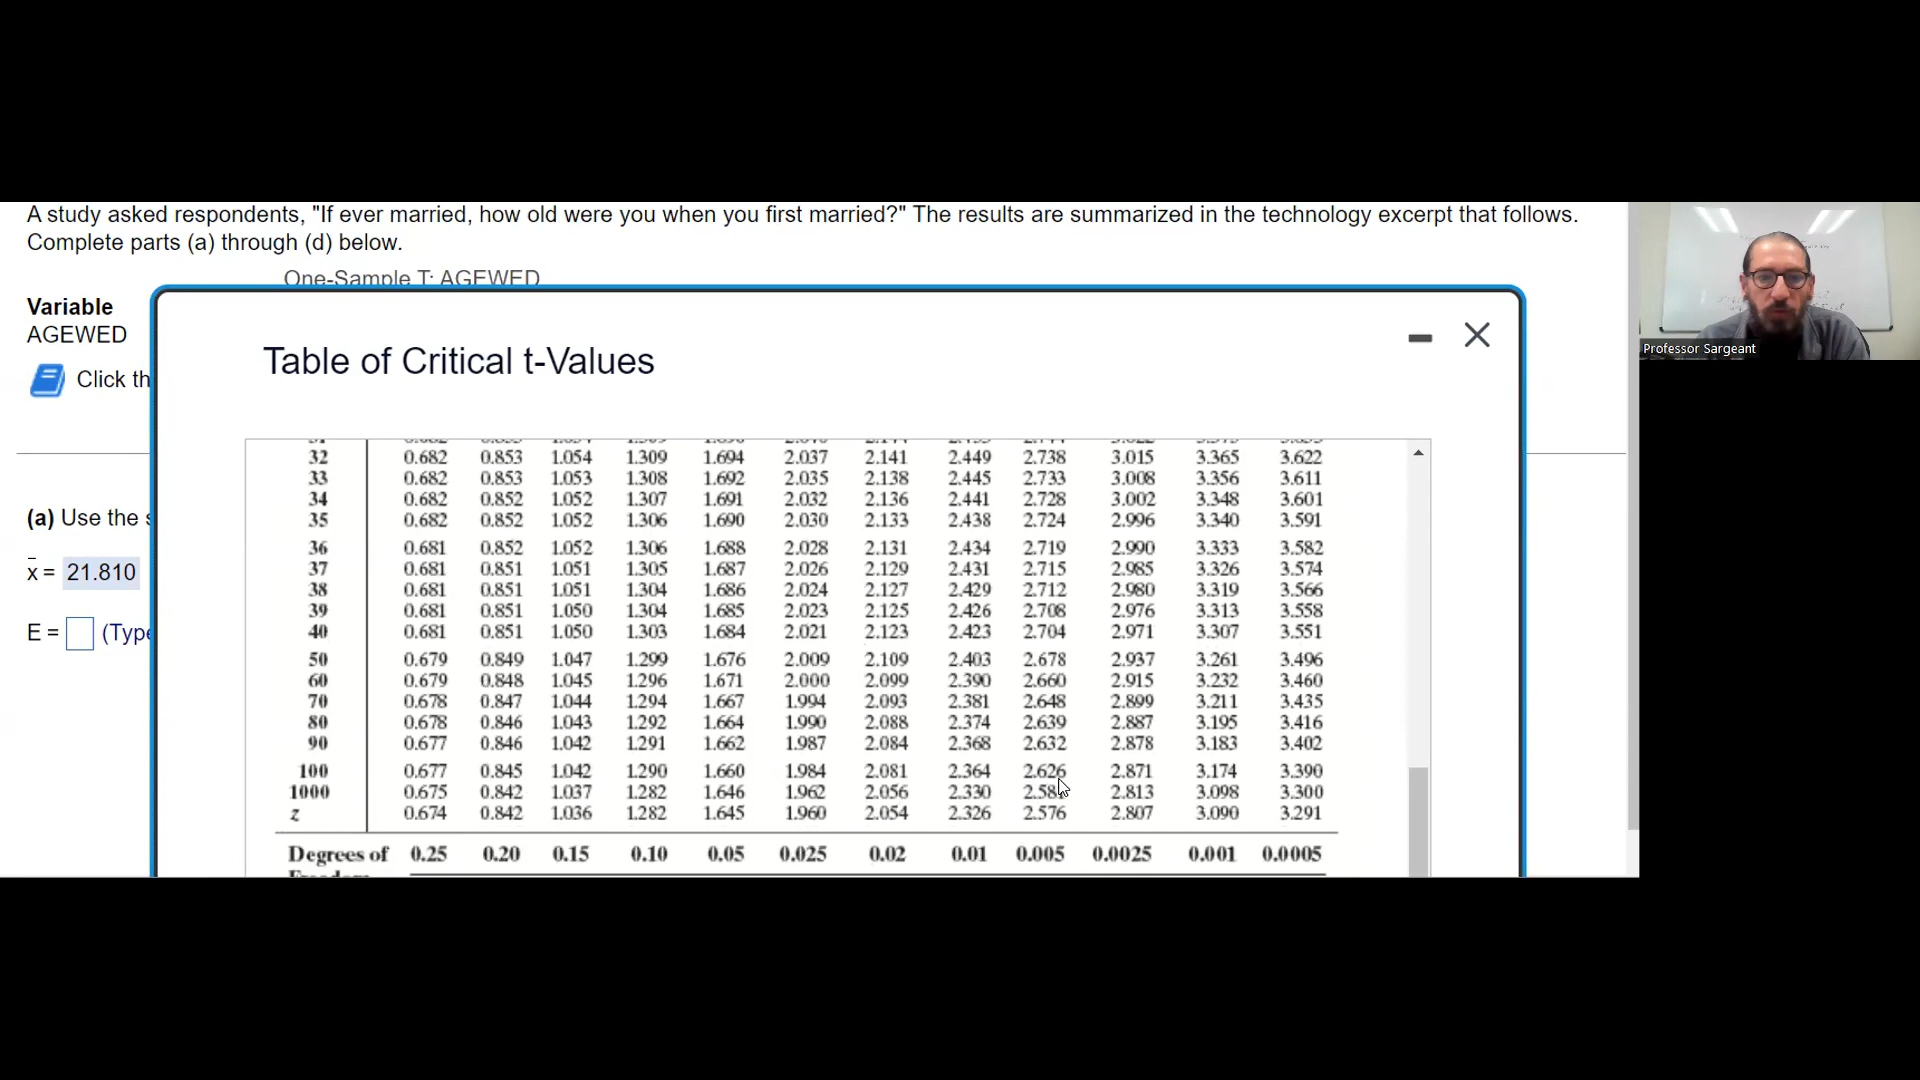 A study asked respondents, "If ever married, how old were you when you first married?" The results are summarized in the technology excerpt that follows.
Complete parts (a) through (d) below.
One-Sample T: AGEWED
Variable
AGEWED
Click th
(a) Use the s
x̄ = 21.810
E = (Type
Professor Sargeant
Table of Critical t-Values
32 0.682 0.853 1.054 1.309 1.694 2.037 2.141 2.449 2.738 3.015 3.365 3.622
33 0.682 0.853 1.053 1.308 1.692 2.035 2.138 2.445 2.733 3.008 3.356 3.611
34 0.682 0.852 1.052 1.307 1.691 2.032 2.136 2.441 2.728 3.002 3.348 3.601
35 0.682 0.852 1.052 1.306 1.690 2.030 2.133 2.438 2.724 2.996 3.340 3.591
36 0.681 0.852 1.052 1.306 1.688 2.028 2.131 2.434 2.719 2.990 3.333 3.582
37 0.681 0.851 1.051 1.305 1.687 2.026 2.129 2.431 2.715 2.985 3.326 3.574
38 0.681 0.851 1.051 1.304 1.686 2.024 2.127 2.429 2.712 2.980 3.319 3.566
39 0.681 0.851 1.050 1.304 1.685 2.023 2.125 2.426 2.708 2.976 3.313 3.558
40 0.681 0.851 1.050 1.303 1.684 2.021 2.123 2.423 2.704 2.971 3.307 3.551
50 0.679 0.849 1.047 1.299 1.676 2.009 2.109 2.403 2.678 2.937 3.261 3.496
60 0.679 0.848 1.045 1.296 1.671 2.000 2.099 2.390 2.660 2.915 3.232 3.460
70 0.678 0.847 1.044 1.294 1.667 1.994 2.093 2.381 2.648 2.899 3.211 3.435
80 0.678 0.846 1.043 1.292 1.664 1.990 2.088 2.374 2.639 2.887 3.195 3.416
90 0.677 0.846 1.042 1.291 1.662 1.987 2.084 2.368 2.632 2.878 3.183 3.402
100 0.677 0.845 1.042 1.290 1.660 1.984 2.081 2.364 2.626 2.871 3.174 3.390
1000 0.675 0.842 1.037 1.282 1.646 1.962 2.056 2.330 2.58 2.813 3.098 3.300
z 0.674 0.842 1.036 1.282 1.645 1.960 2.054 2.326 2.576 2.807 3.090 3.291
Degrees of 0.25 0.20 0.15 0.10 0.05 0.025 0.02 0.01 0.005 0.0025 0.001 0.0005